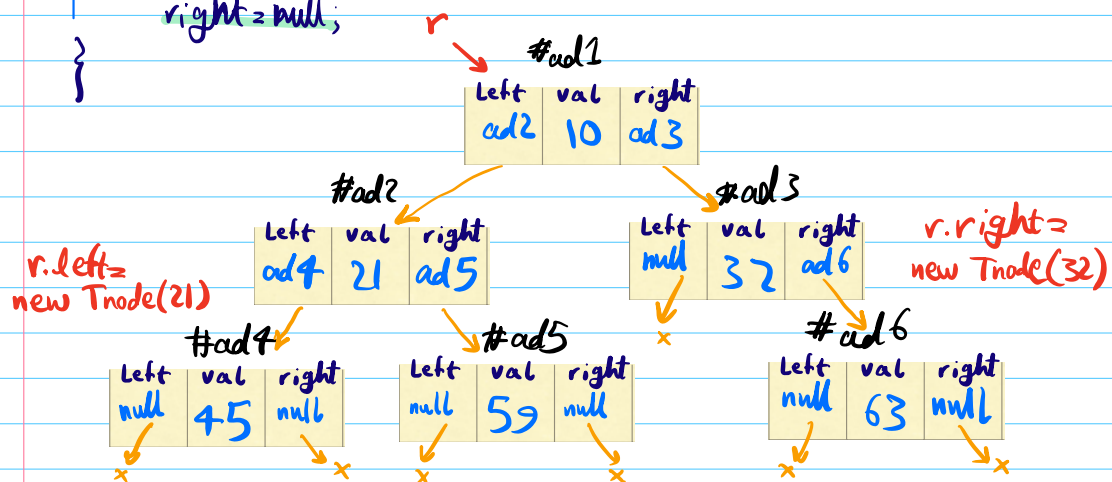 right = null;
}
r
#ad1
Left val right
ad2 10 ad3
#ad2
#ad3
Left val right
ad4 21 ad5
Left val right
null 32 ad6
r.left =
new Tnode(21)
r.right =
new Tnode(32)
x
#ad4
#ad5
#ad6
Left val right
null 45 null
Left val right
null 59 null
Left val right
null 63 null
x x x x x x